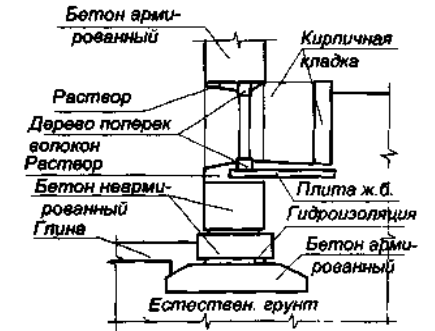 Бетон арми-
рованный
Кирпичная
кладка
Раствор
Дерево поперек
волокон
Раствор
Бетон неарми-
рованный
Плита ж.б.
Гидроизоляция
Глина
Бетон арми-
рованный
Естествен. грунт